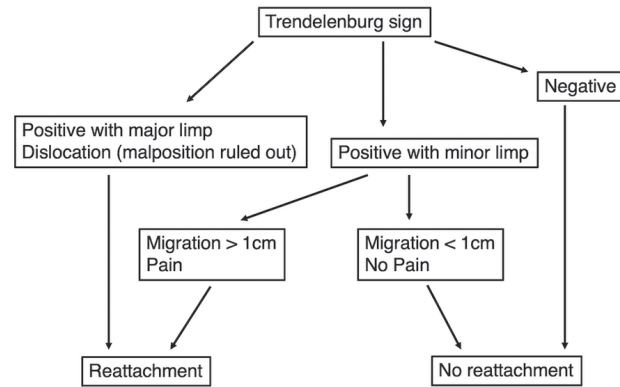 Trendelenburg sign
Negative
Positive with major limp
Dislocation (malposition ruled out)
Positive with minor limp
Migration > 1cm
Pain
Migration < 1cm
No Pain
Reattachment
No reattachment